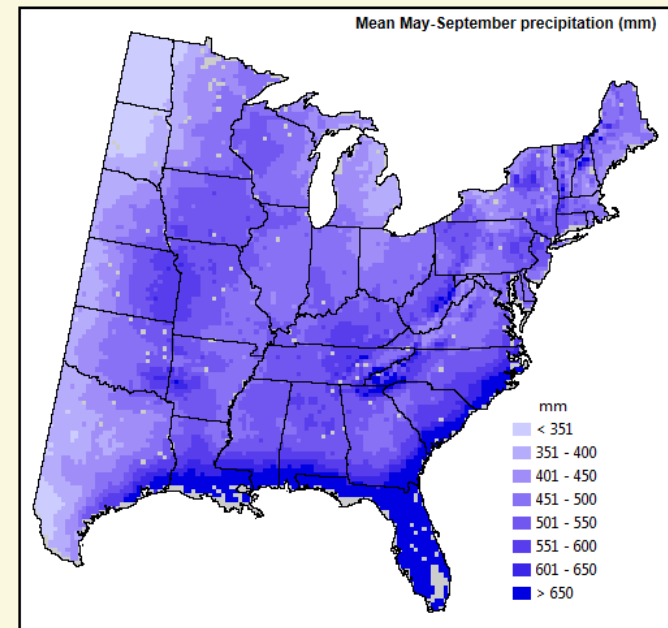 Mean May-September precipitation (mm)
mm
< 351
351 - 400
401 - 450
451 - 500
501 - 550
551 - 600
601 - 650
> 650